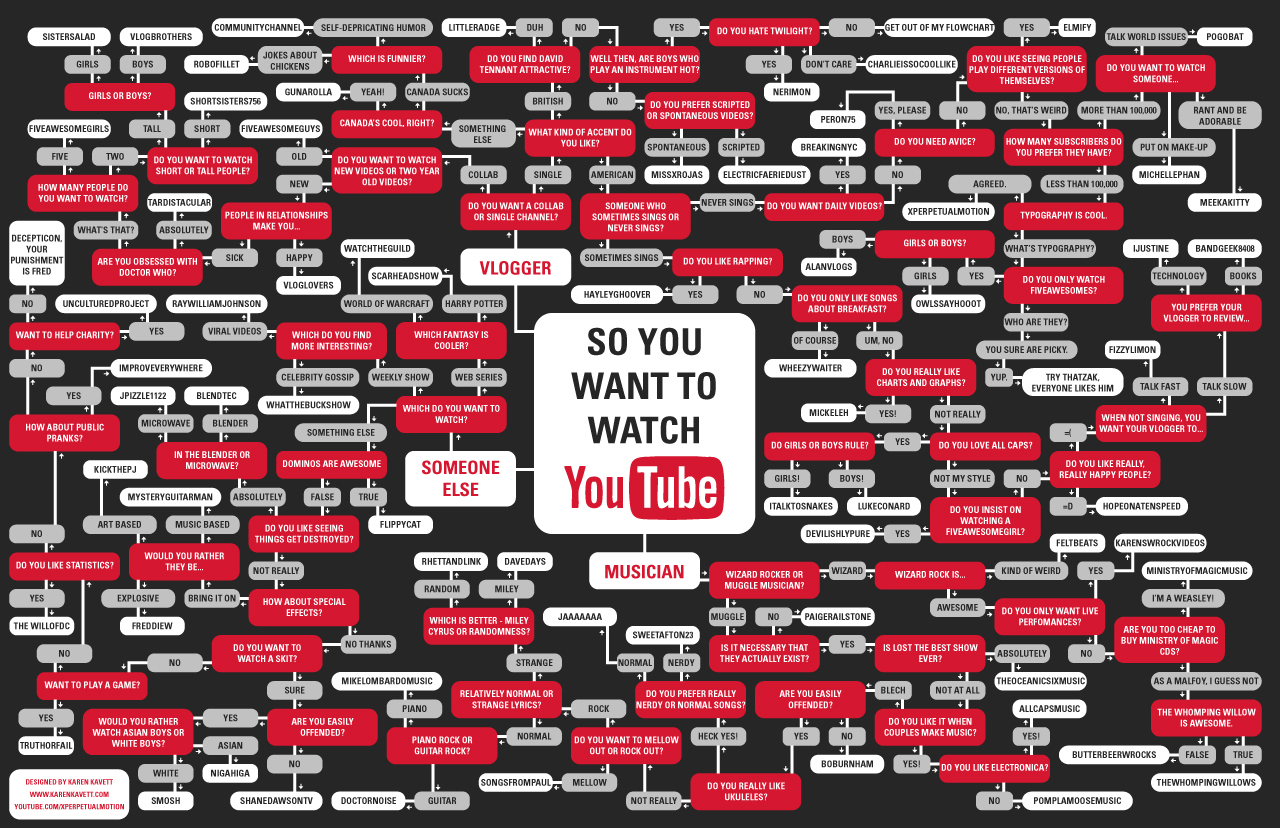 COMMUNITYCHANNEL
SELF-DEPRICATING HUMOR
LITTLERADGE
DUH
NO
YES
DO YOU HATE TWILIGHT?
NO
GET OUT OF MY FLOWCHART
YES
ELMIFY
SISTERSALAD
VLOGBROTHERS
TALK WORLD ISSUES
POGOBAT
GIRLS
BOYS
ROBOFILLET
JOKES ABOUT
CHICKENS
WHICH IS FUNNIER?
DO YOU FIND DAVID
TENNANT ATTRACTIVE?
WELL THEN, ARE BOYS WHO
PLAY AN INSTRUMENT HOT?
YES
DON'T CARE
CHARLIEISSOCOOLLIKE
DO YOU LIKE SEEING PEOPLE
PLAY DIFFERENT VERSIONS OF
THEMSELVES?
DO YOU WANT TO WATCH
SOMEONE...
GIRLS OR BOYS?
SHORTSISTERS756
GUNAROLLA
YEAH!
CANADA SUCKS
BRITISH
NO
DO YOU PREFER SCRIPTED
OR SPONTANEOUS VIDEOS?
NERIMON
PERON75
YES, PLEASE
NO
NO, THAT'S WEIRD
MORE THAN 100,000
RANT AND BE
ADORABLE
FIVEAWESOMEGIRLS
TALL
SHORT
FIVEAWESOMEGUYS
CANADA'S COOL, RIGHT?
SOMETHING
ELSE
WHAT KIND OF ACCENT DO
YOU LIKE?
SPONTANEOUS
SCRIPTED
BREAKINGNYC
DO YOU NEED AVICE?
HOW MANY SUBSCRIBERS DO
YOU PREFER THEY HAVE?
PUT ON MAKE-UP
FIVE
TWO
DO YOU WANT TO WATCH
SHORT OR TALL PEOPLE?
OLD
DO YOU WANT TO WATCH
NEW VIDEOS OR TWO YEAR
OLD VIDEOS?
COLLAB
SINGLE
AMERICAN
MISSXROJAS
ELECTRICFAERIEDUST
YES
NO
MICHELLEPHAN
HOW MANY PEOPLE DO
YOU WANT TO WATCH?
NEW
AGREED.
LESS THAN 100,000
TARDISTACULAR
PEOPLE IN RELATIONSHIPS
MAKE YOU...
DO YOU WANT A COLLAB
OR SINGLE CHANNEL?
SOMEONE WHO
SOMETIMES SINGS OR
NEVER SINGS?
NEVER SINGS
DO YOU WANT DAILY VIDEOS?
XPERPETUALMOTION
TYPOGRAPHY IS COOL.
MEEKAKITTY
DECEPTICON,
YOUR
PUNISHMENT
IS FRED
WHAT'S THAT?
ABSOLUTELY
WATCHTHEGUILD
BOYS
GIRLS OR BOYS?
WHAT'S TYPOGRAPHY?
IJUSTINE
BANDGEEK8408
ARE YOU OBSESSED WITH
DOCTOR WHO?
SICK
HAPPY
SCARHEADSHOW
VLOGGER
SOMETIMES SINGS
DO YOU LIKE RAPPING?
ALANVLOGS
GIRLS
YES
DO YOU ONLY WATCH
FIVEAWESOMES?
TECHNOLOGY
BOOKS
VLOGLOVERS
HAYLEYGHOOVER
YES
NO
DO YOU ONLY LIKE SONGS
ABOUT BREAKFAST?
OWLSSAYHOOOT
NO
UNCULTUREDPROJECT
RAYWILLIAMJOHNSON
WORLD OF WARCRAFT
HARRY POTTER
YOU PREFER YOUR
VLOGGER TO REVIEW...
WANT TO HELP CHARITY?
YES
VIRAL VIDEOS
WHICH DO YOU FIND
MORE INTERESTING?
WHICH FANTASY IS
COOLER?
SO YOU
WANT TO
WATCH
YouTube
OF COURSE
UM, NO
WHO ARE THEY?
YOU SURE ARE PICKY.
FIZZYLIMON
NO
IMPROVEVERYWHERE
CELEBRITY GOSSIP
WEEKLY SHOW
WEB SERIES
WHEEZYWAITER
DO YOU REALLY LIKE
CHARTS AND GRAPHS?
YUP.
TRY THATZAK,
EVERYONE LIKES HIM
TALK FAST
TALK SLOW
YES
JPIZZLE1122
BLENDTEC
WHATTHEBUCKSHOW
WHICH DO YOU WANT TO
WATCH?
MICKELEH
YES!
NOT REALLY
HOW ABOUT PUBLIC
PRANKS?
MICROWAVE
BLENDER
SOMETHING ELSE
DO GIRLS OR BOYS RULE?
YES
DO YOU LOVE ALL CAPS?
=(
WHEN NOT SINGING, YOU
WANT YOUR VLOGGER TO...
KICKTHEPJ
IN THE BLENDER OR
MICROWAVE?
DOMINOS ARE AWESOME
SOMEONE
ELSE
GIRLS!
BOYS!
NOT MY STYLE
NO
DO YOU LIKE REALLY,
REALLY HAPPY PEOPLE?
MYSTERYGUITARMAN
ABSOLUTELY
FALSE
TRUE
ITALKTOSNAKES
LUKECONARD
DO YOU INSIST ON
WATCHING A
FIVEAWESOMEGIRL?
=D
HOPEONATENSPEED
NO
ART BASED
MUSIC BASED
DO YOU LIKE SEEING
THINGS GET DESTROYED?
FLIPPYCAT
DEVILISHLYPURE
YES
FELTBEATS
KARENSWROCKVIDEOS
DO YOU LIKE STATISTICS?
WOULD YOU RATHER
THEY BE...
NOT REALLY
RHETTANDLINK
DAVEDAYS
MUSICIAN
WIZARD ROCKER OR
MUGGLE MUSICIAN?
WIZARD
WIZARD ROCK IS...
KIND OF WEIRD
YES
MINISTRYOFMAGICMUSIC
YES
EXPLOSIVE
BRING IT ON
HOW ABOUT SPECIAL
EFFECTS?
RANDOM
MILEY
AWESOME
DO YOU ONLY WANT LIVE
PERFOMANCES?
I'M A WEASLEY!
THE WILLOFDC
FREDDIEW
WHICH IS BETTER - MILEY
CYRUS OR RANDOMNESS?
JAAAAAAA
SWEETAFTON23
MUGGLE
NO
PAIGERAILSTONE
ARE YOU TOO CHEAP TO
BUY MINISTRY OF MAGIC
CDS?
NO
NO
DO YOU WANT TO
WATCH A SKIT?
NO THANKS
STRANGE
NORMAL
NERDY
IS IT NECESSARY THAT
THEY ACTUALLY EXIST?
YES
IS LOST THE BEST SHOW
EVER?
ABSOLUTELY
NO
WANT TO PLAY A GAME?
SURE
MIKELOMBARDOMUSIC
RELATIVELY NORMAL OR
STRANGE LYRICS?
ROCK
DO YOU PREFER REALLY
NERDY OR NORMAL SONGS?
ARE YOU EASILY
OFFENDED?
BLECH
NOT AT ALL
THEOCEANICSIXMUSIC
AS A MALFOY, I GUESS NOT
YES
WOULD YOU RATHER
WATCH ASIAN BOYS OR
WHITE BOYS?
YES
ARE YOU EASILY
OFFENDED?
PIANO
ALLCAPSMUSIC
THE WHOMPING WILLOW
IS AWESOME.
TRUTHORFAIL
ASIAN
PIANO ROCK OR
GUITAR ROCK?
NORMAL
DO YOU WANT TO MELLOW
OUT OR ROCK OUT?
HECK YES!
YES
NO
DO YOU LIKE IT WHEN
COUPLES MAKE MUSIC?
YES!
BUTTERBEERWROCKS
FALSE
TRUE
WHITE
NIGAHIGA
NO
SONGSFROMPAUL
MELLOW
BOBURNHAM
YES!
DO YOU LIKE ELECTRONICA?
THEWHOMPINGWILLOWS
DESIGNED BY KAREN KAVETT
WWW.KARENKAVETT.COM
YOUTUBE.COM/XPERPETUALMOTION
SMOSH
SHANEDAWSONTV
DOCTORNOISE
GUITAR
NOT REALLY
DO YOU REALLY LIKE
UKULELES?
NO
POMPLAMOOSEMUSIC